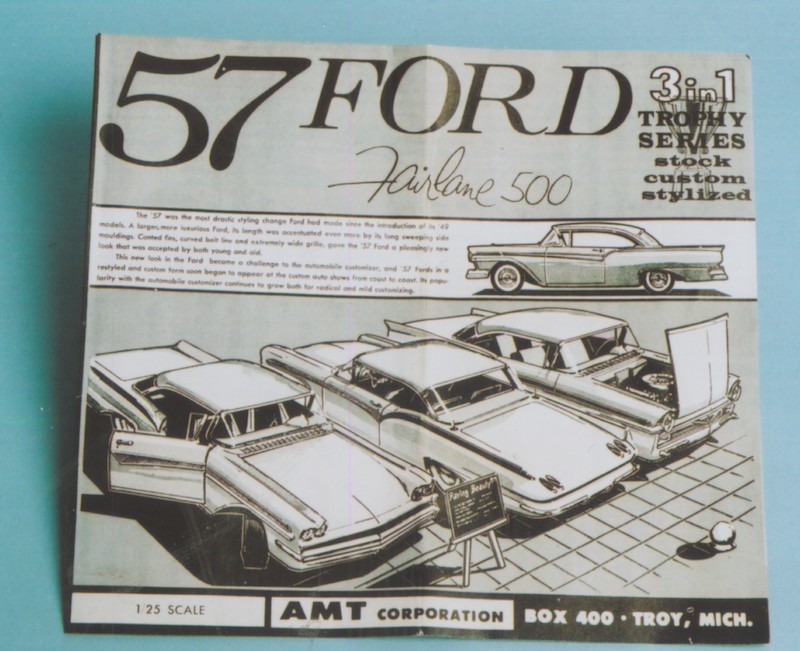 57 FORD
Fairlane 500
3 in 1
TROPHY
SERIES
stock
custom
stylized
The '57 was the most drastic styling change Ford had made since the introduction of its '49
models. A larger, more luxurious Ford, its length was accentuated even more by its long sweeping side
mouldings. Canted fins, curved belt line and extremely wide grille, gave the '57 Ford a pleasingly new
look that was accepted by both young and old.
This new look in the Ford became a challenge to the automobile customizer, and '57 Fords in a
restyled and custom form soon began to appear at the custom auto shows from coast to coast. Its popu-
larity with the automobile customizer continues to grow both for radical and mild customizing.
Beauty
1/25 SCALE
AMT CORPORATION
BOX 400 · TROY, MICH.